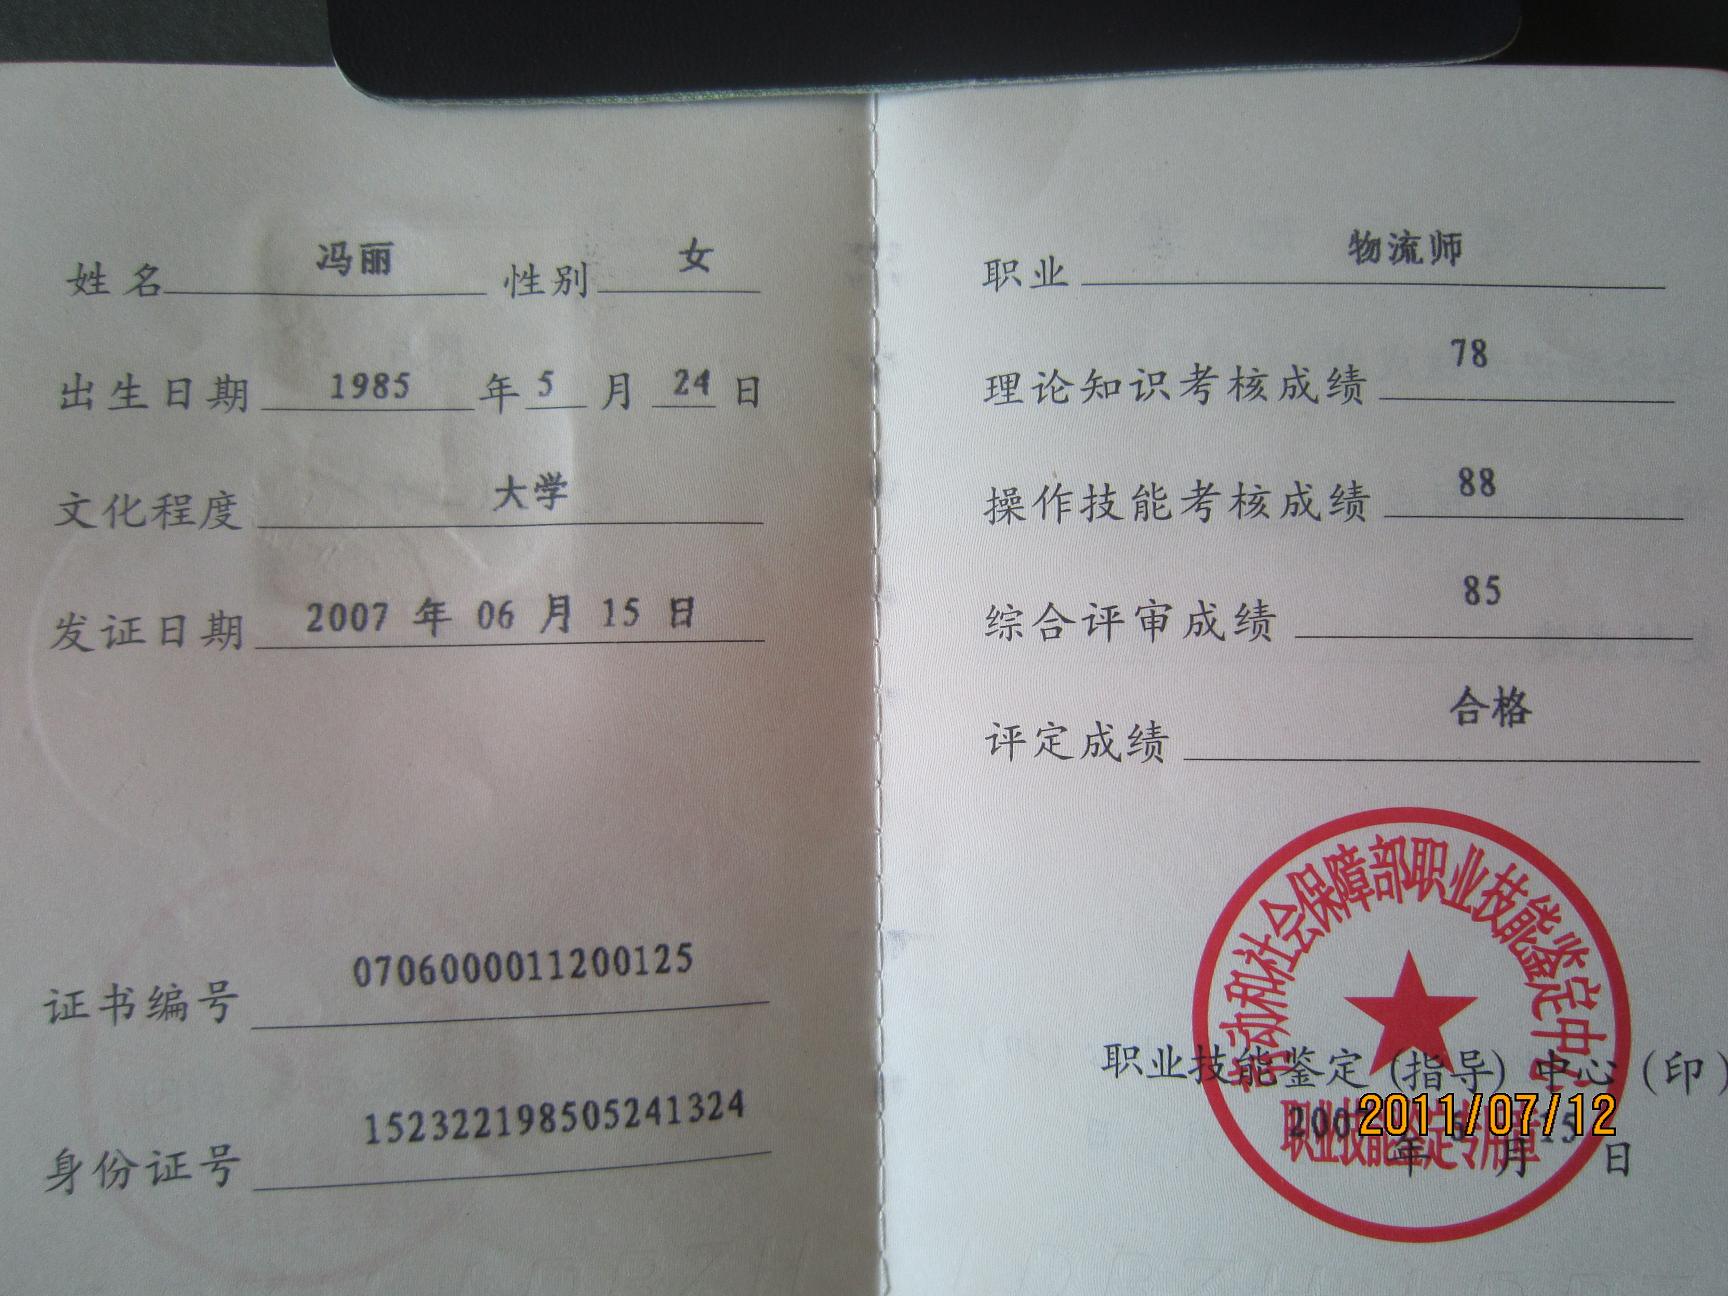 姓名 冯丽 性别 女
出生日期 1985 年 5 月 24 日
文化程度 大学
发证日期 2007 年 06 月 15 日
证书编号 0706000011200125
身份证号 152322198505241324
职业 物流师
理论知识考核成绩 78
操作技能考核成绩 88
综合评审成绩 85
评定成绩 合格
劳动和社会保障部职业技能鉴定中心
职业技能鉴定(指导)中心(印)
职业技能鉴定专用章
2007 年 6 月 15 日
2011/07/12